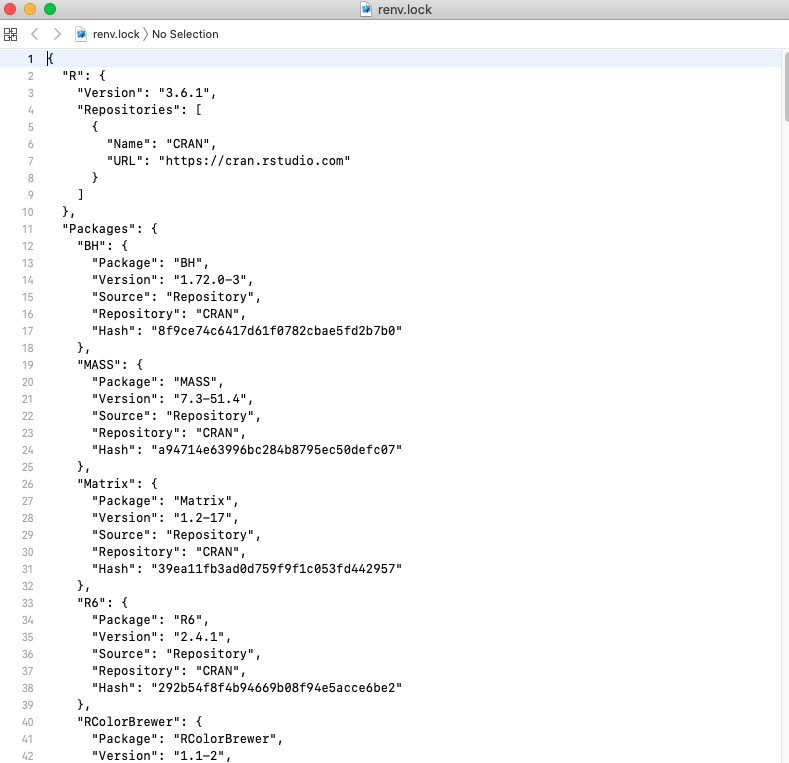 renv.lock
renv.lock 〉 No Selection
1 {
2   "R": {
3     "Version": "3.6.1",
4     "Repositories": [
5       {
6         "Name": "CRAN",
7         "URL": "https://cran.rstudio.com"
8       }
9     ]
10   },
11   "Packages": {
12     "BH": {
13       "Package": "BH",
14       "Version": "1.72.0-3",
15       "Source": "Repository",
16       "Repository": "CRAN",
17       "Hash": "8f9ce74c6417d61f0782cbae5fd2b7b0"
18     },
19     "MASS": {
20       "Package": "MASS",
21       "Version": "7.3-51.4",
22       "Source": "Repository",
23       "Repository": "CRAN",
24       "Hash": "a94714e63996bc284b8795ec50defc07"
25     },
26     "Matrix": {
27       "Package": "Matrix",
28       "Version": "1.2-17",
29       "Source": "Repository",
30       "Repository": "CRAN",
31       "Hash": "39ea11fb3ad0d759f9f1c053fd442957"
32     },
33     "R6": {
34       "Package": "R6",
35       "Version": "2.4.1",
36       "Source": "Repository",
37       "Repository": "CRAN",
38       "Hash": "292b54f8f4b94669b08f94e5acce6be2"
39     },
40     "RColorBrewer": {
41       "Package": "RColorBrewer",
42       "Version": "1.1-2",